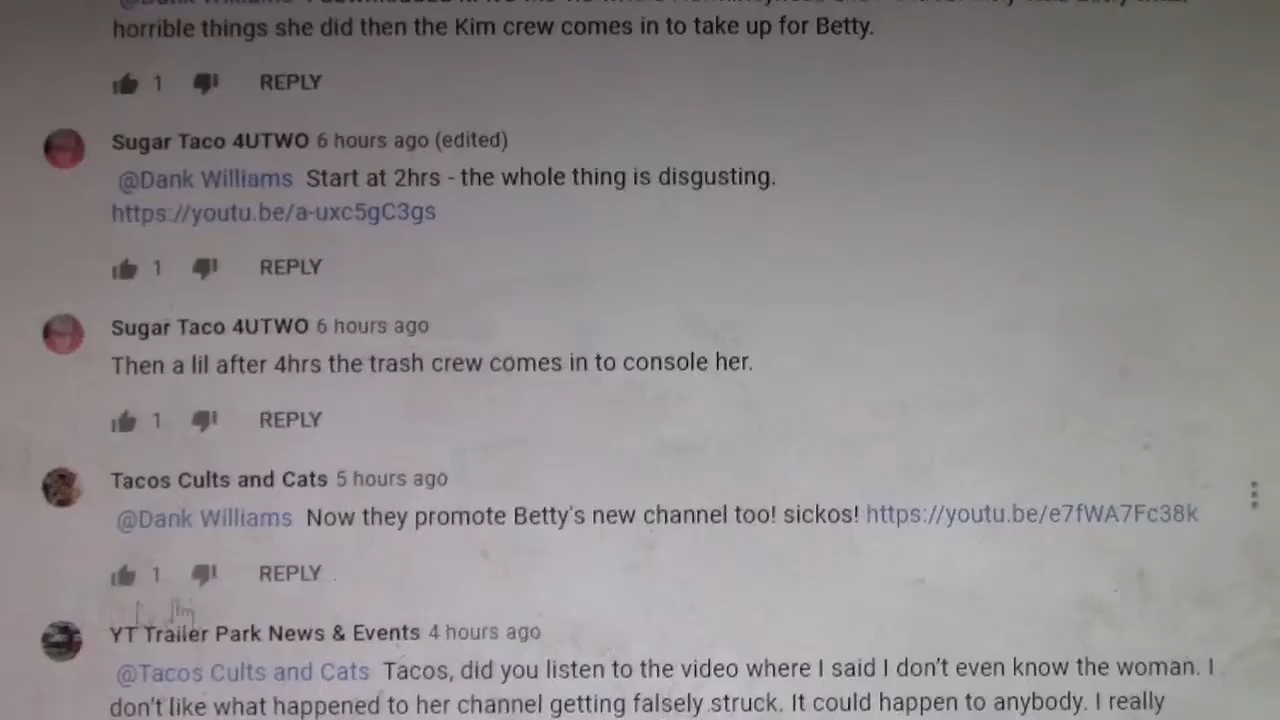 horrible things she did then the Kim crew comes in to take up for Betty.
1 REPLY
Sugar Taco 4UTWO 6 hours ago (edited)
@Dank Williams Start at 2hrs - the whole thing is disgusting.
https://youtu.be/a-uxc5gC3gs
1 REPLY
Sugar Taco 4UTWO 6 hours ago
Then a lil after 4hrs the trash crew comes in to console her.
1 REPLY
Tacos Cults and Cats 5 hours ago
@Dank Williams Now they promote Betty's new channel too! sickos! https://youtu.be/e7fWA7Fc38k
1 REPLY
YT Trailer Park News & Events 4 hours ago
@Tacos Cults and Cats Tacos, did you listen to the video where I said I don't even know the woman. I
don't like what happened to her channel getting falsely struck. It could happen to anybody. I really